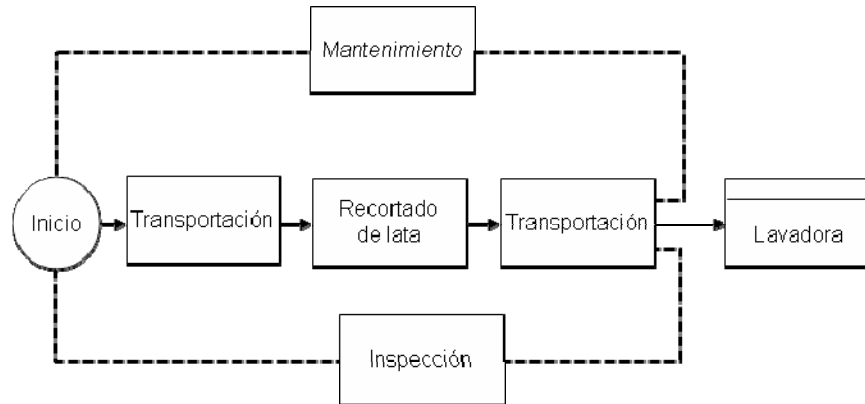 Mantenimiento
Inicio
Transportación
Recortado
de lata
Transportación
Lavadora
Inspección